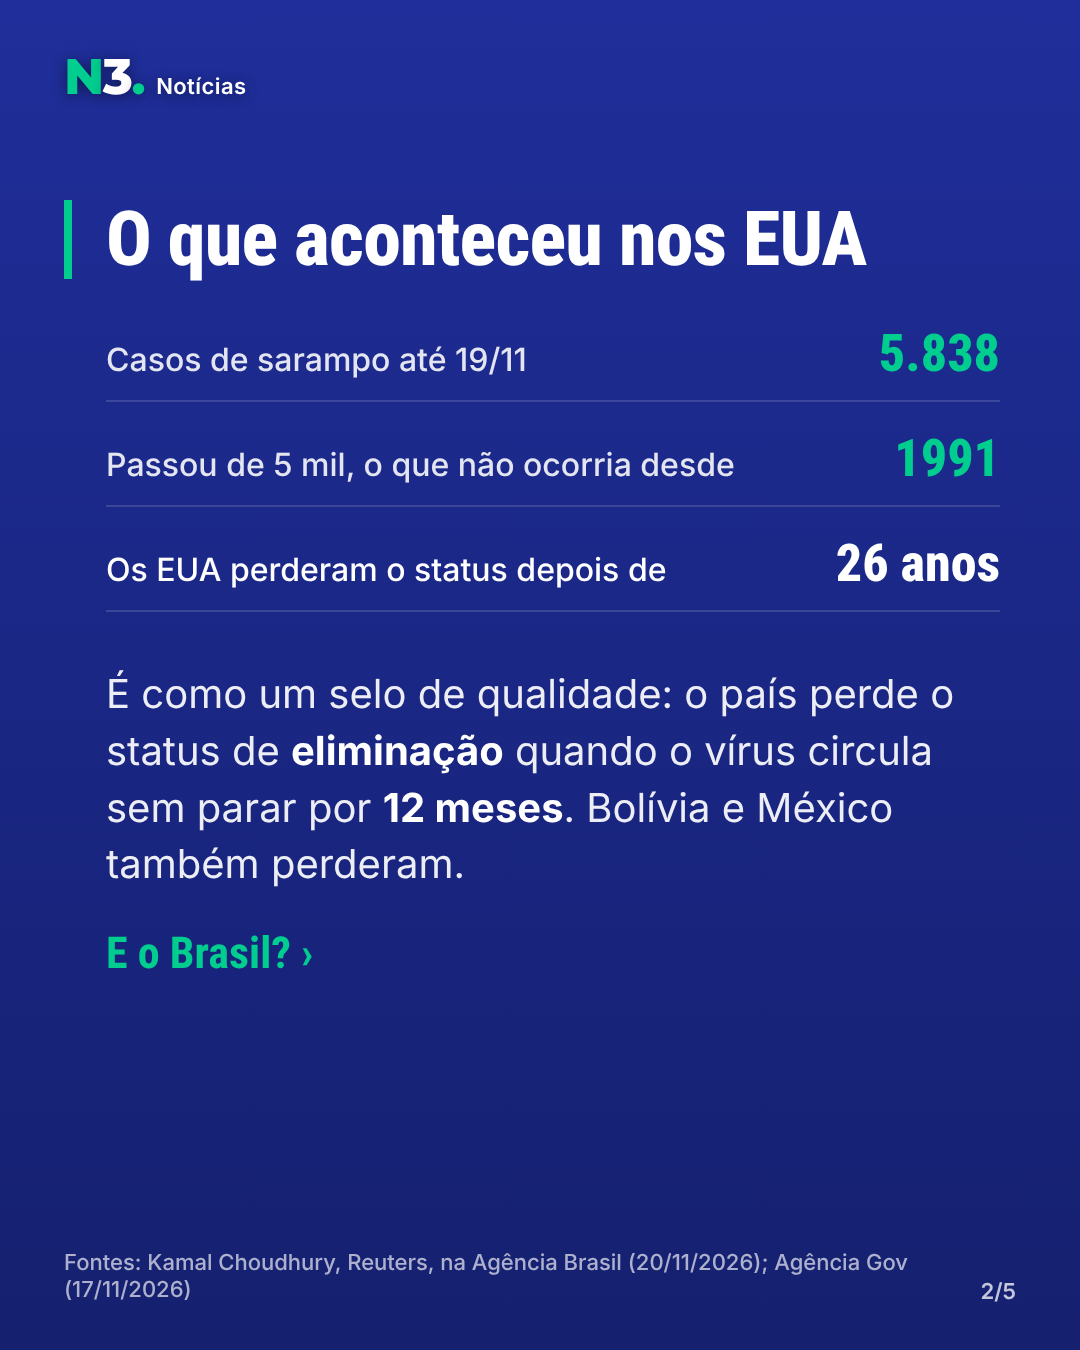 N3. Notícias
O que aconteceu nos EUA
Casos de sarampo até 19/11 5.838
Passou de 5 mil, o que não ocorria desde 1991
Os EUA perderam o status depois de 26 anos
É como um selo de qualidade: o país perde o
status de eliminação quando o vírus circula
sem parar por 12 meses. Bolívia e México
também perderam.
E o Brasil? ›
Fontes: Kamal Choudhury, Reuters, na Agência Brasil (20/11/2026); Agência Gov
(17/11/2026)
2/5